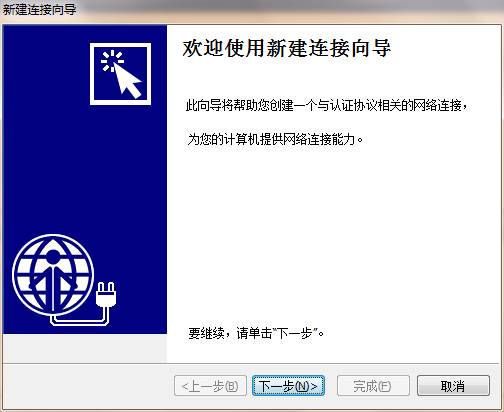 新建连接向导
欢迎使用新建连接向导
此向导将帮助您创建一个与认证协议相关的网络连接，
为您的计算机提供网络连接能力。
要继续，请单击“下一步”。
<上一步(B) 下一步(N)> 完成(F) 取消